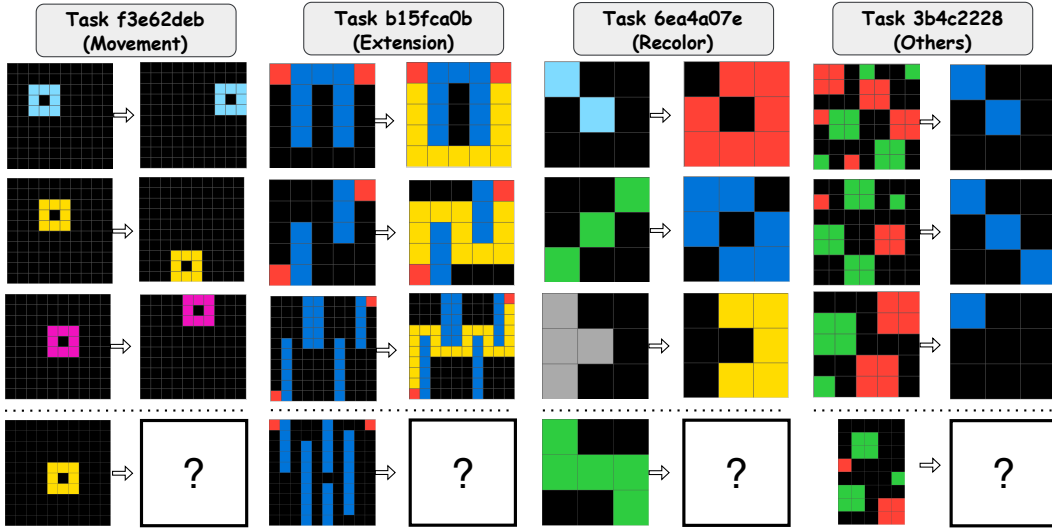 Task f3e62deb
(Movement)
Task b15fca0b
(Extension)
Task 6ea4a07e
(Recolor)
Task 3b4c2228
(Others)
?
?
?
?